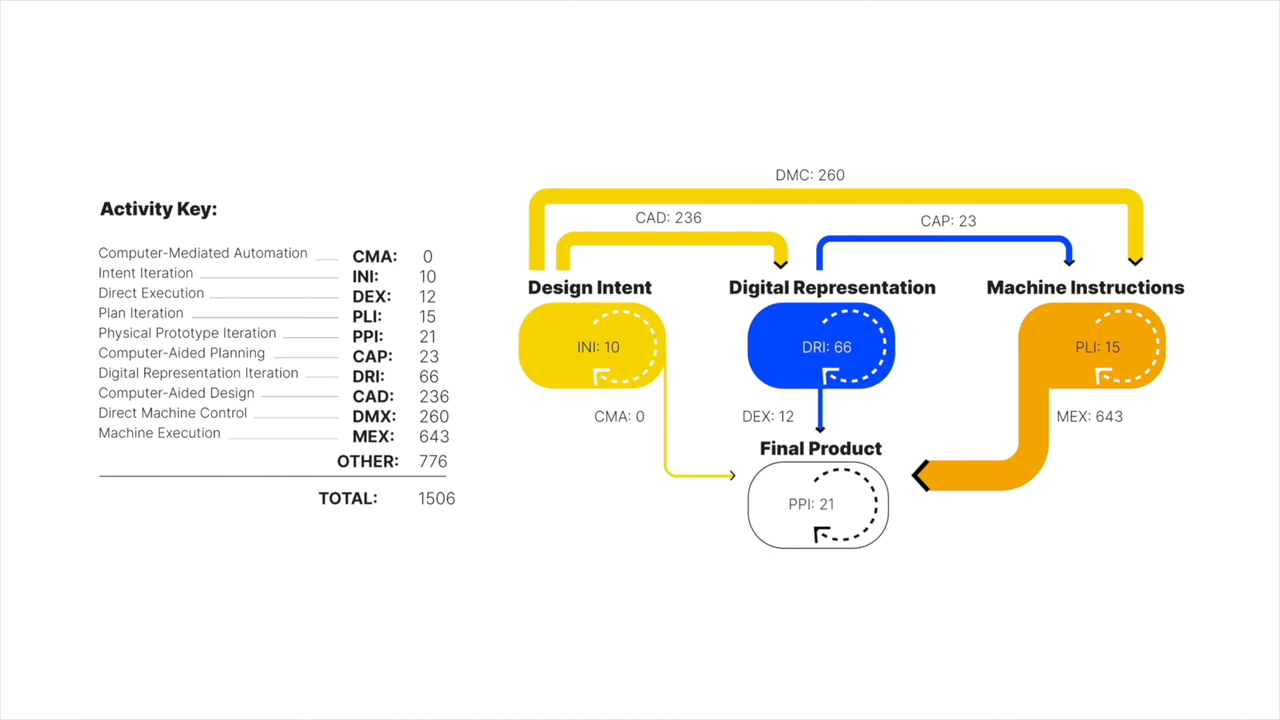 Activity Key:
Computer-Mediated Automation CMA: 0
Intent Iteration INI: 10
Direct Execution DEX: 12
Plan Iteration PLI: 15
Physical Prototype Iteration PPI: 21
Computer-Aided Planning CAP: 23
Digital Representation Iteration DRI: 66
Computer-Aided Design CAD: 236
Direct Machine Control DMX: 260
Machine Execution MEX: 643
OTHER: 776
TOTAL: 1506
DMC: 260
CAD: 236
CAP: 23
Design Intent
Digital Representation
Machine Instructions
INI: 10
DRI: 66
PLI: 15
CMA: 0
DEX: 12
MEX: 643
Final Product
PPI: 21